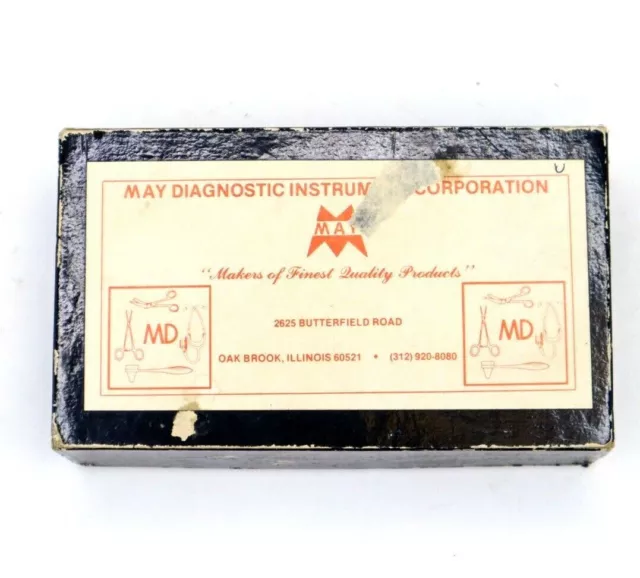 MAY DIAGNOSTIC INSTRUM CORPORATION
MAY
"Makers of Finest Quality Products"
MD
MD
2625 BUTTERFIELD ROAD
OAK BROOK, ILLINOIS 60521 • (312) 920-8080